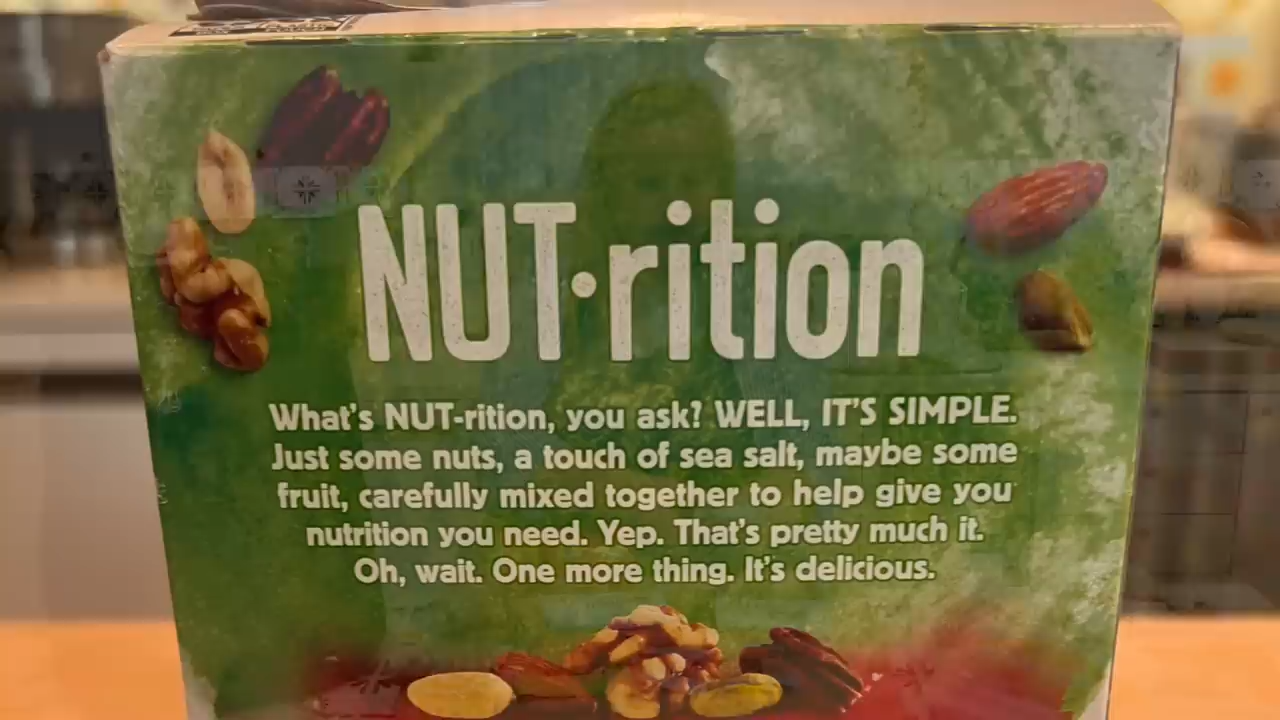 NUT·rition
What's NUT-rition, you ask? WELL, IT'S SIMPLE.
Just some nuts, a touch of sea salt, maybe some
fruit, carefully mixed together to help give you
nutrition you need. Yep. That's pretty much it.
Oh, wait. One more thing. It's delicious.